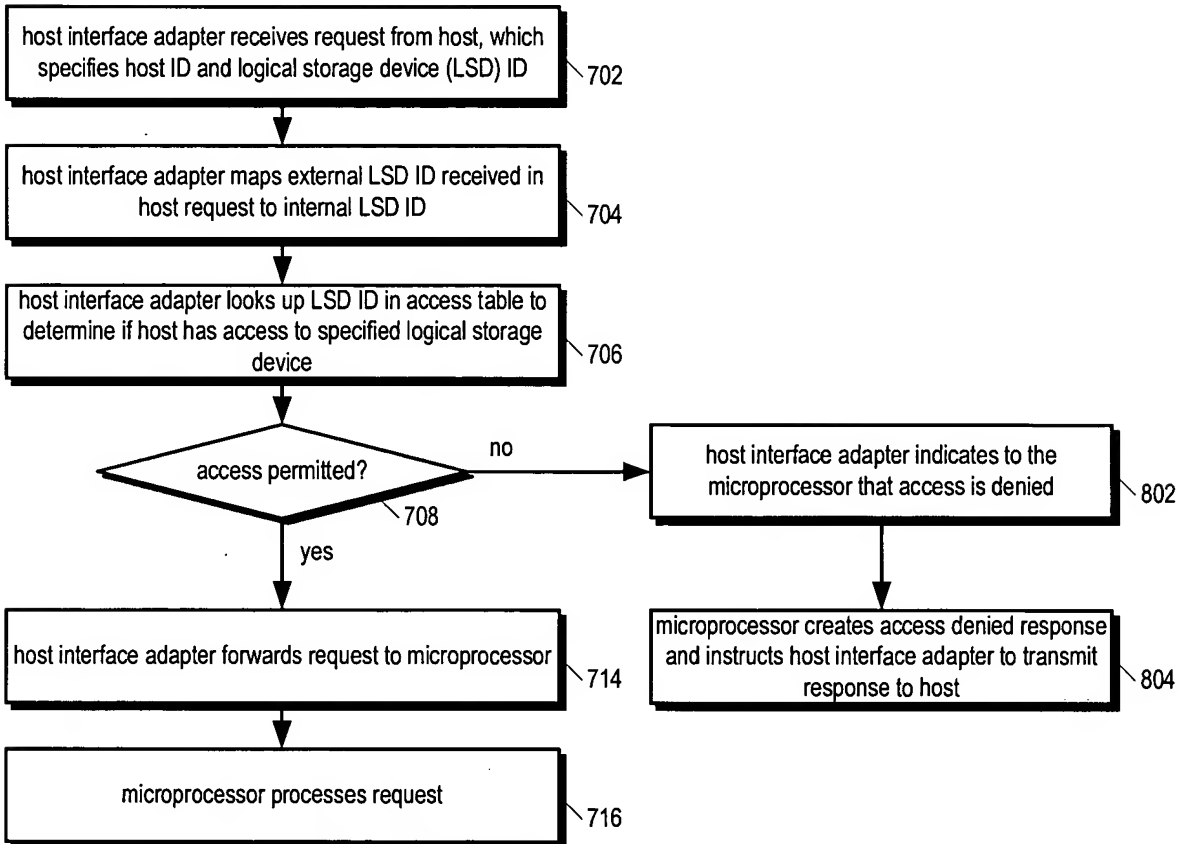 host interface adapter receives request from host, which
specifies host ID and logical storage device (LSD) ID
702
host interface adapter maps external LSD ID received in
host request to internal LSD ID
704
host interface adapter looks up LSD ID in access table to
determine if host has access to specified logical storage
device
706
access permitted?
708
no
yes
host interface adapter indicates to the
microprocessor that access is denied
802
host interface adapter forwards request to microprocessor
714
microprocessor creates access denied response
and instructs host interface adapter to transmit
response to host
804
microprocessor processes request
716